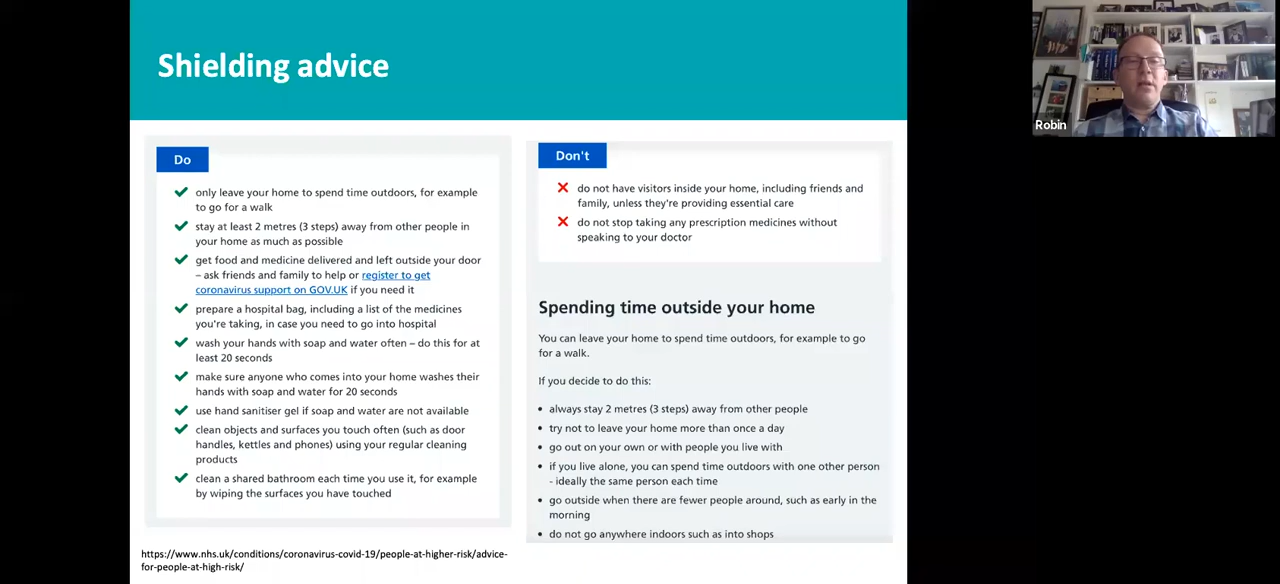 Shielding advice
Robin
Do
only leave your home to spend time outdoors, for example
to go for a walk
stay at least 2 metres (3 steps) away from other people in
your home as much as possible
get food and medicine delivered and left outside your door
– ask friends and family to help or register to get
coronavirus support on GOV.UK if you need it
prepare a hospital bag, including a list of the medicines
you're taking, in case you need to go into hospital
wash your hands with soap and water often – do this for at
least 20 seconds
make sure anyone who comes into your home washes their
hands with soap and water for 20 seconds
use hand sanitiser gel if soap and water are not available
clean objects and surfaces you touch often (such as door
handles, kettles and phones) using your regular cleaning
products
clean a shared bathroom each time you use it, for example
by wiping the surfaces you have touched
Don't
do not have visitors inside your home, including friends and
family, unless they're providing essential care
do not stop taking any prescription medicines without
speaking to your doctor
Spending time outside your home
You can leave your home to spend time outdoors, for example to go
for a walk.
If you decide to do this:
• always stay 2 metres (3 steps) away from other people
• try not to leave your home more than once a day
• go out on your own or with people you live with
• if you live alone, you can spend time outdoors with one other person
- ideally the same person each time
• go outside when there are fewer people around, such as early in the
morning
• do not go anywhere indoors such as into shops
https://www.nhs.uk/conditions/coronavirus-covid-19/people-at-higher-risk/advice-
for-people-at-high-risk/